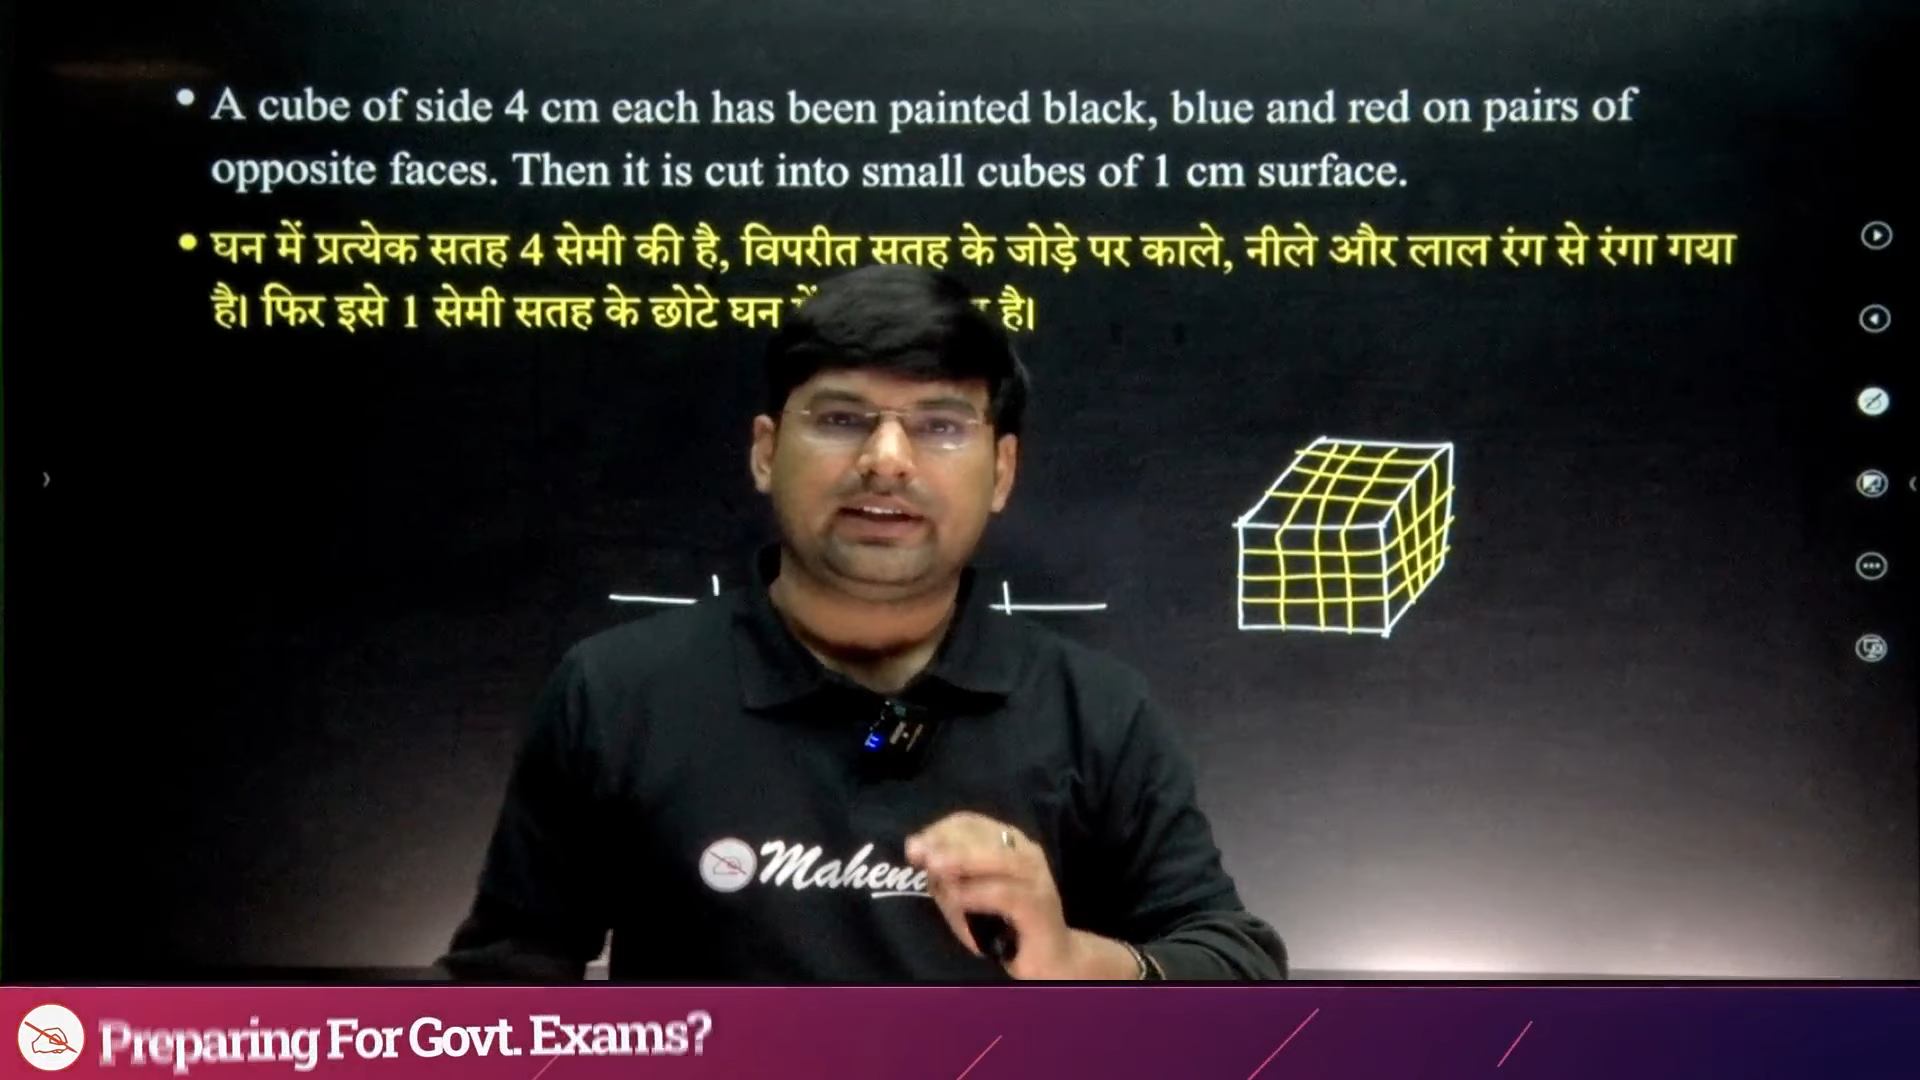 • A cube of side 4 cm each has been painted black, blue and red on pairs of
opposite faces. Then it is cut into small cubes of 1 cm surface.
• घन में प्रत्येक सतह 4 सेमी की है, विपरीत सतह के जोड़े पर काले, नीले और लाल रंग से रंगा गया
है। फिर इसे 1 सेमी सतह के छोटे घन है।
Preparing For Govt. Exams?